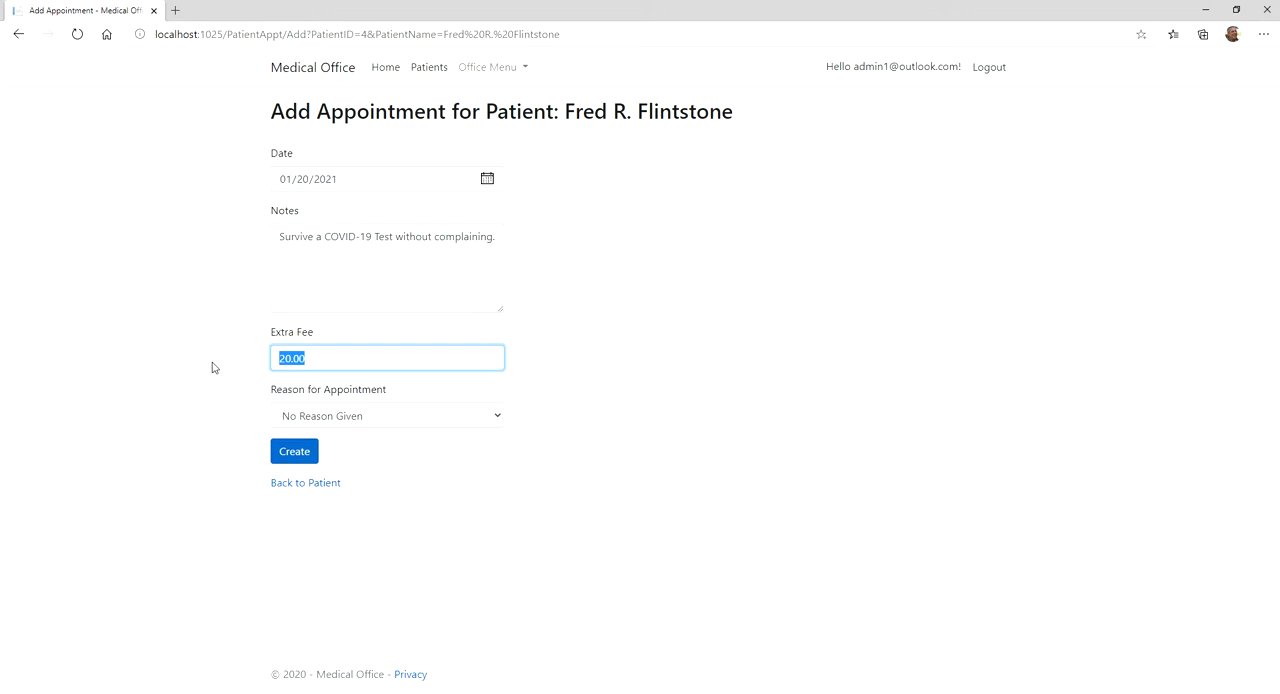 Add Appointment - Medical Offi
localhost:1025/PatientAppt/Add?PatientID=4&PatientName=Fred%20R.%20Flintstone
Medical Office Home Patients Office Menu Hello admin1@outlook.com! Logout
Add Appointment for Patient: Fred R. Flintstone
Date
01/20/2021
Notes
Survive a COVID-19 Test without complaining.
Extra Fee
20.00
Reason for Appointment
No Reason Given
Create
Back to Patient
© 2020 - Medical Office - Privacy